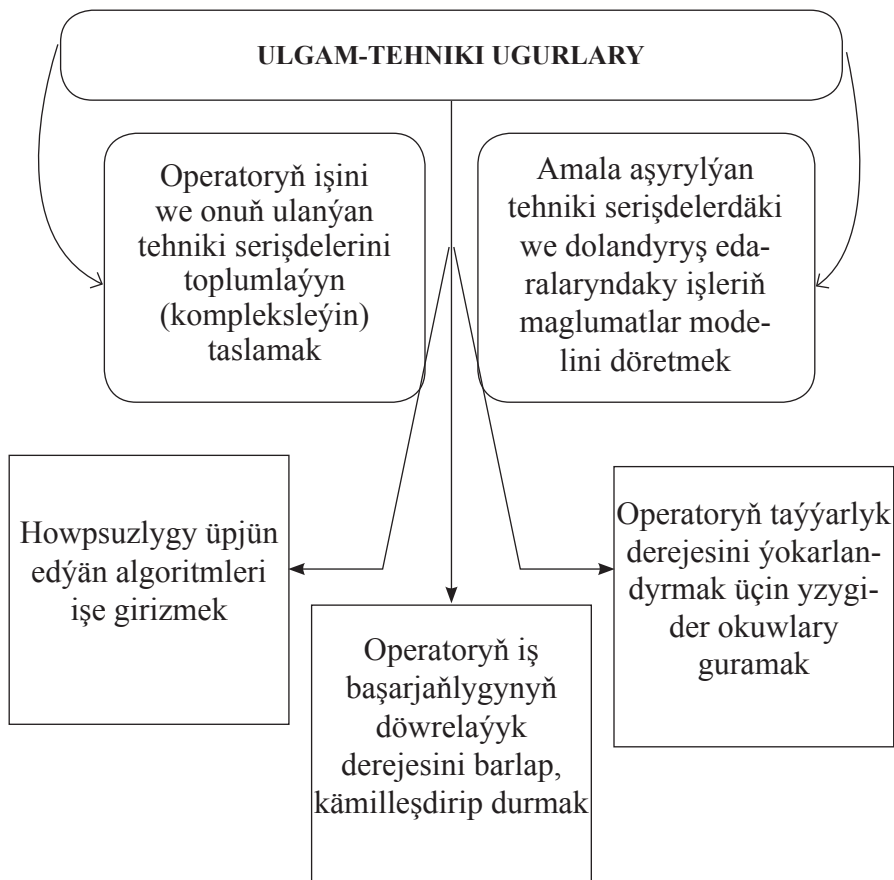 ULGAM-TEHNIKI UGURLARY
Operatoryň işini
we onuň ulanýan
tehniki serişdelerini
toplumlaýyn
(kompleksleýin)
taslamak
Amala aşyrylýan
tehniki serişdelerdäki
we dolandyryş eda-
ralaryndaky işleriň
maglumatlar mode-
lini döretmek
Howpsuzlygy üpjün
edýän algoritmleri
işe girizmek
Operatoryň iş
başarjaňlygynyň
döwrelaýyk
derejesini barlap,
kämilleşdirip durmak
Operatoryň taýýarlyk
derejesini ýokarlan-
dyrmak üçin yzygi-
der okuwlary
guramak